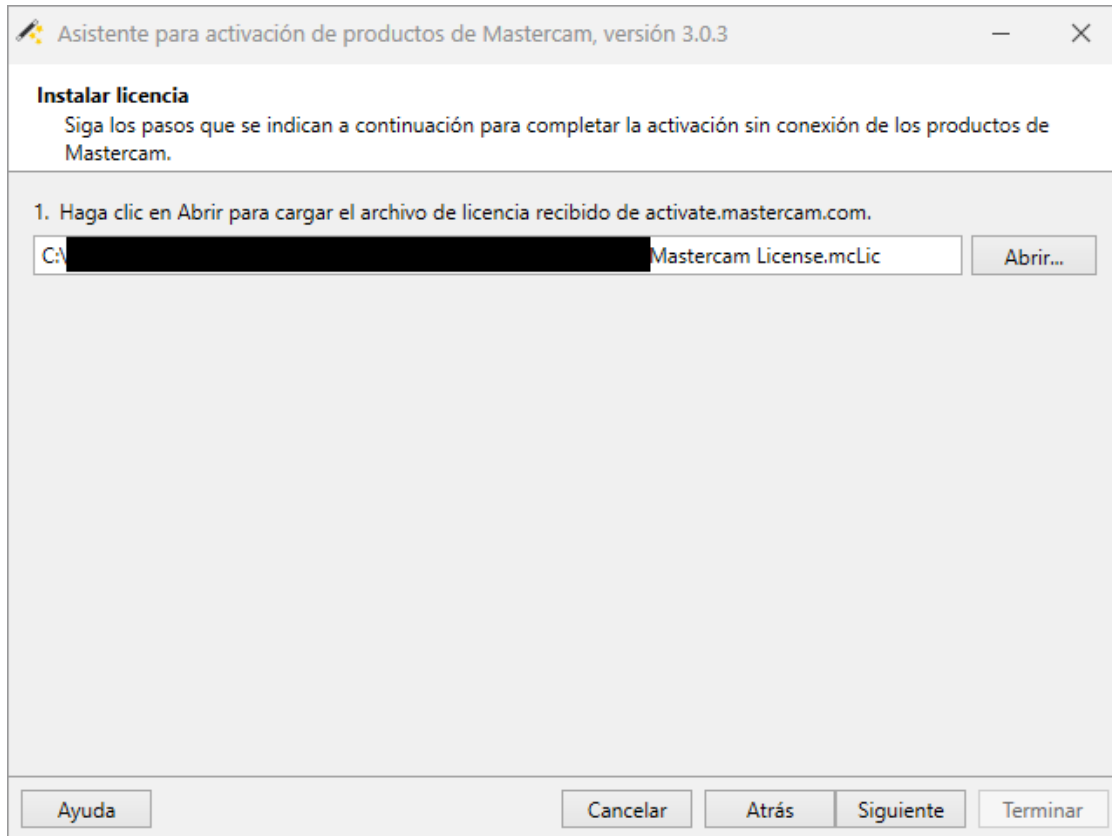 Asistente para activación de productos de Mastercam, versión 3.0.3
Instalar licencia
Siga los pasos que se indican a continuación para completar la activación sin conexión de los productos de
Mastercam.
1. Haga clic en Abrir para cargar el archivo de licencia recibido de activate.mastercam.com.
C:\ Mastercam License.mcLic Abrir...
Ayuda Cancelar Atrás Siguiente Terminar